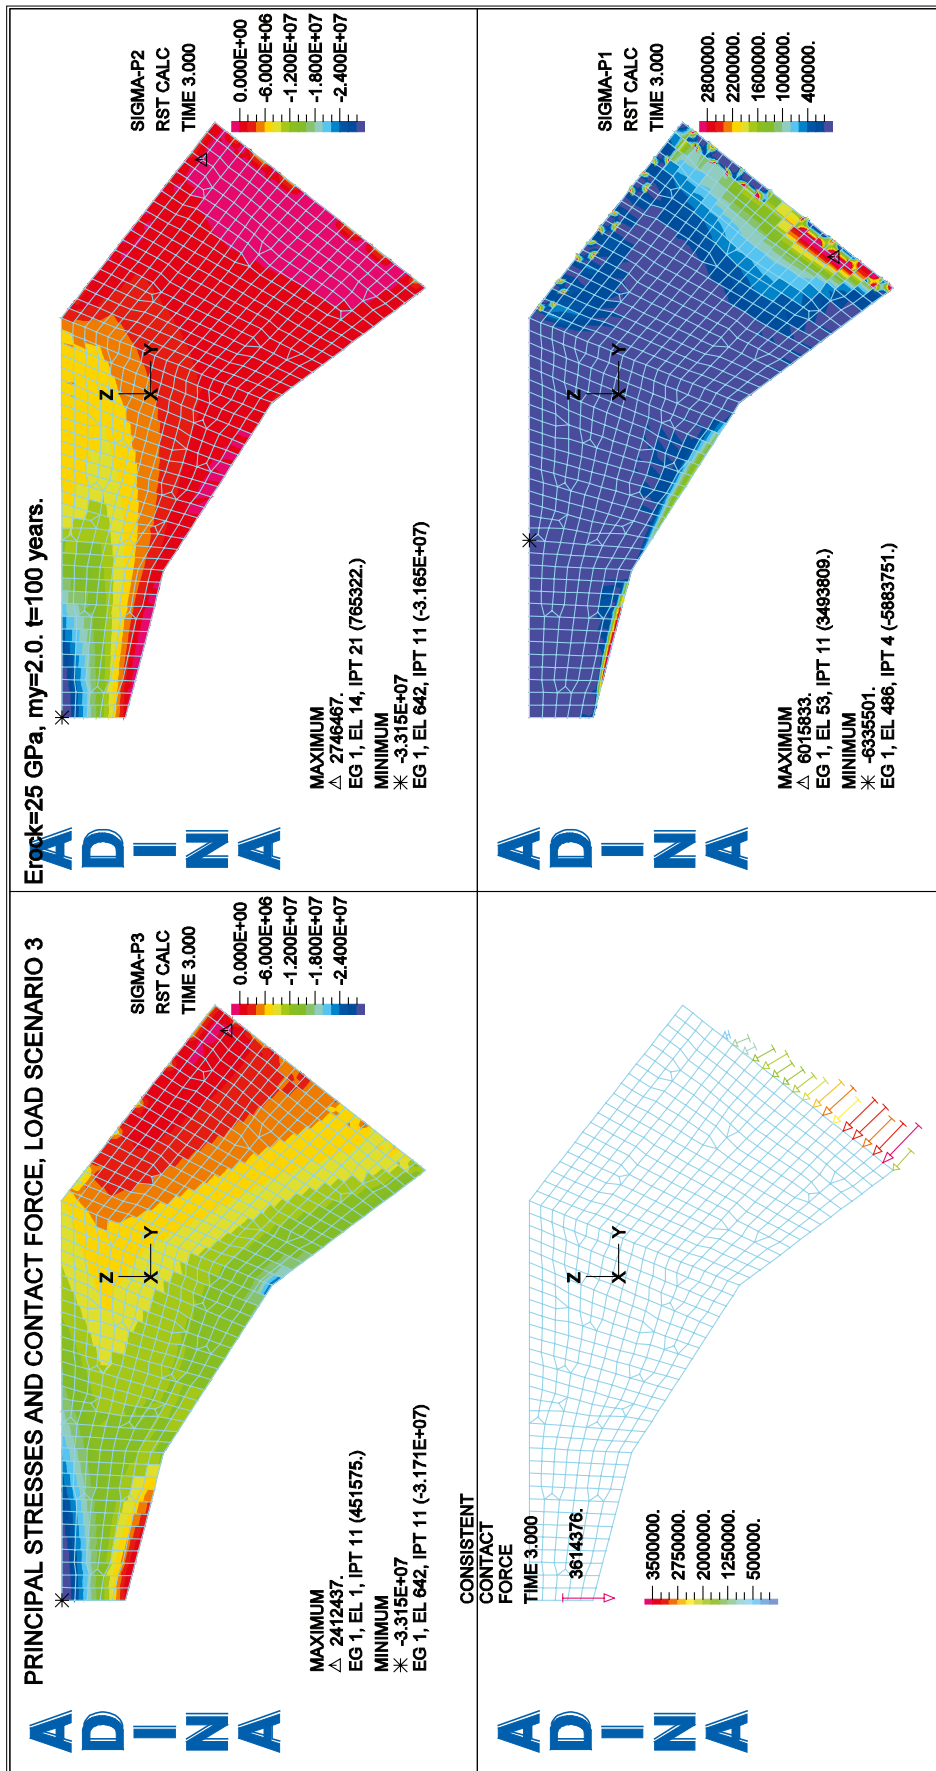 PRINCIPAL STRESSES AND CONTACT FORCE, LOAD SCENARIO 3
Erock=25 GPa, my=2.0. t=100 years.
ADINA
SIGMA-P3
RST CALC
TIME 3.000
0.000E+00
-6.000E+06
-1.200E+07
-1.800E+07
-2.400E+07
Z
X
Y
MAXIMUM
2412437.
EG 1, EL 1, IPT 11 (451575.)
MINIMUM
-3.315E+07
EG 1, EL 642, IPT 11 (-3.171E+07)
ADINA
SIGMA-P2
RST CALC
TIME 3.000
0.000E+00
-6.000E+06
-1.200E+07
-1.800E+07
-2.400E+07
Z
X
Y
MAXIMUM
2746467.
EG 1, EL 14, IPT 21 (765322.)
MINIMUM
-3.315E+07
EG 1, EL 642, IPT 11 (-3.165E+07)
ADINA
CONSISTENT
CONTACT
FORCE
TIME 3.000
3614376.
3500000.
2750000.
2000000.
1250000.
500000.
Z
X
Y
ADINA
SIGMA-P1
RST CALC
TIME 3.000
2800000.
2200000.
1600000.
1000000.
400000.
Z
X
Y
MAXIMUM
6015833.
EG 1, EL 53, IPT 11 (3493809.)
MINIMUM
-6335501.
EG 1, EL 486, IPT 4 (-5883751.)